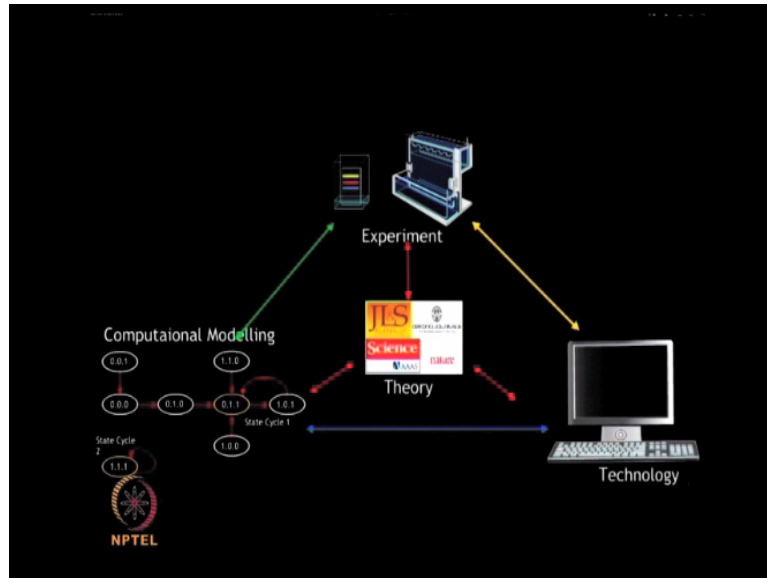 Experiment
JLS
Science
AAAS
nature
Theory
Computaional Modelling
0.0.1
1.1.0
0.0.0
0.1.0
0.1.1
1.0.1
State Cycle 1
1.0.0
State Cycle
2
1.1.1
NPTEL
Technology